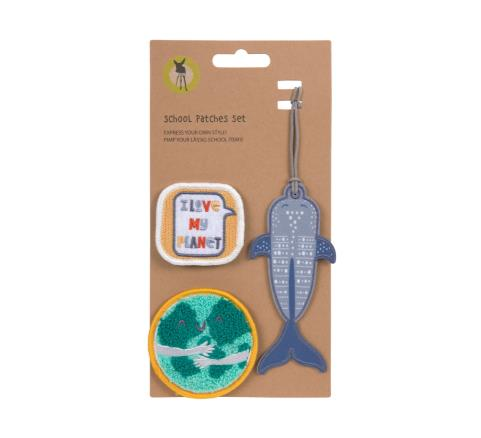 School Patches Set
EXPRESS YOUR OWN STYLE!
PIMP YOUR LÄSSIG SCHOOL ITEMS!
I LOVE
MY
PLANET